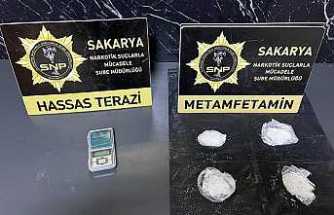 SAKARYA
NARKOTİK SUÇLARLA
MÜCADELE
ŞUBE MÜDÜRLÜĞÜ
SNP
HASSAS TERAZİ
SAKARYA
NARKOTİK SUÇLARLA
MÜCADELE
ŞUBE MÜDÜRLÜĞÜ
SNP
METAMFETAMİN